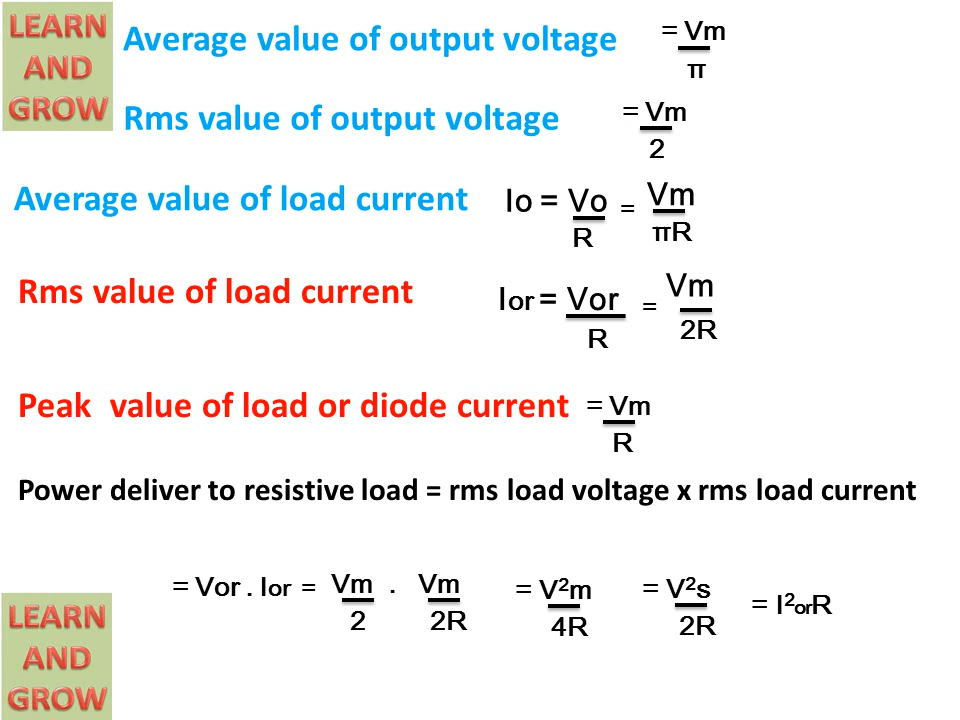 LEARN
AND
GROW
Average value of output voltage = Vm
π
Rms value of output voltage = Vm
2
Average value of load current Io = Vo = Vm
R πR
Rms value of load current Ior = Vor = Vm
R 2R
Peak value of load or diode current = Vm
R
Power deliver to resistive load = rms load voltage x rms load current
= Vor . Ior = Vm . Vm = V²m = V²s = I²orR
2 2R 4R 2R
LEARN
AND
GROW